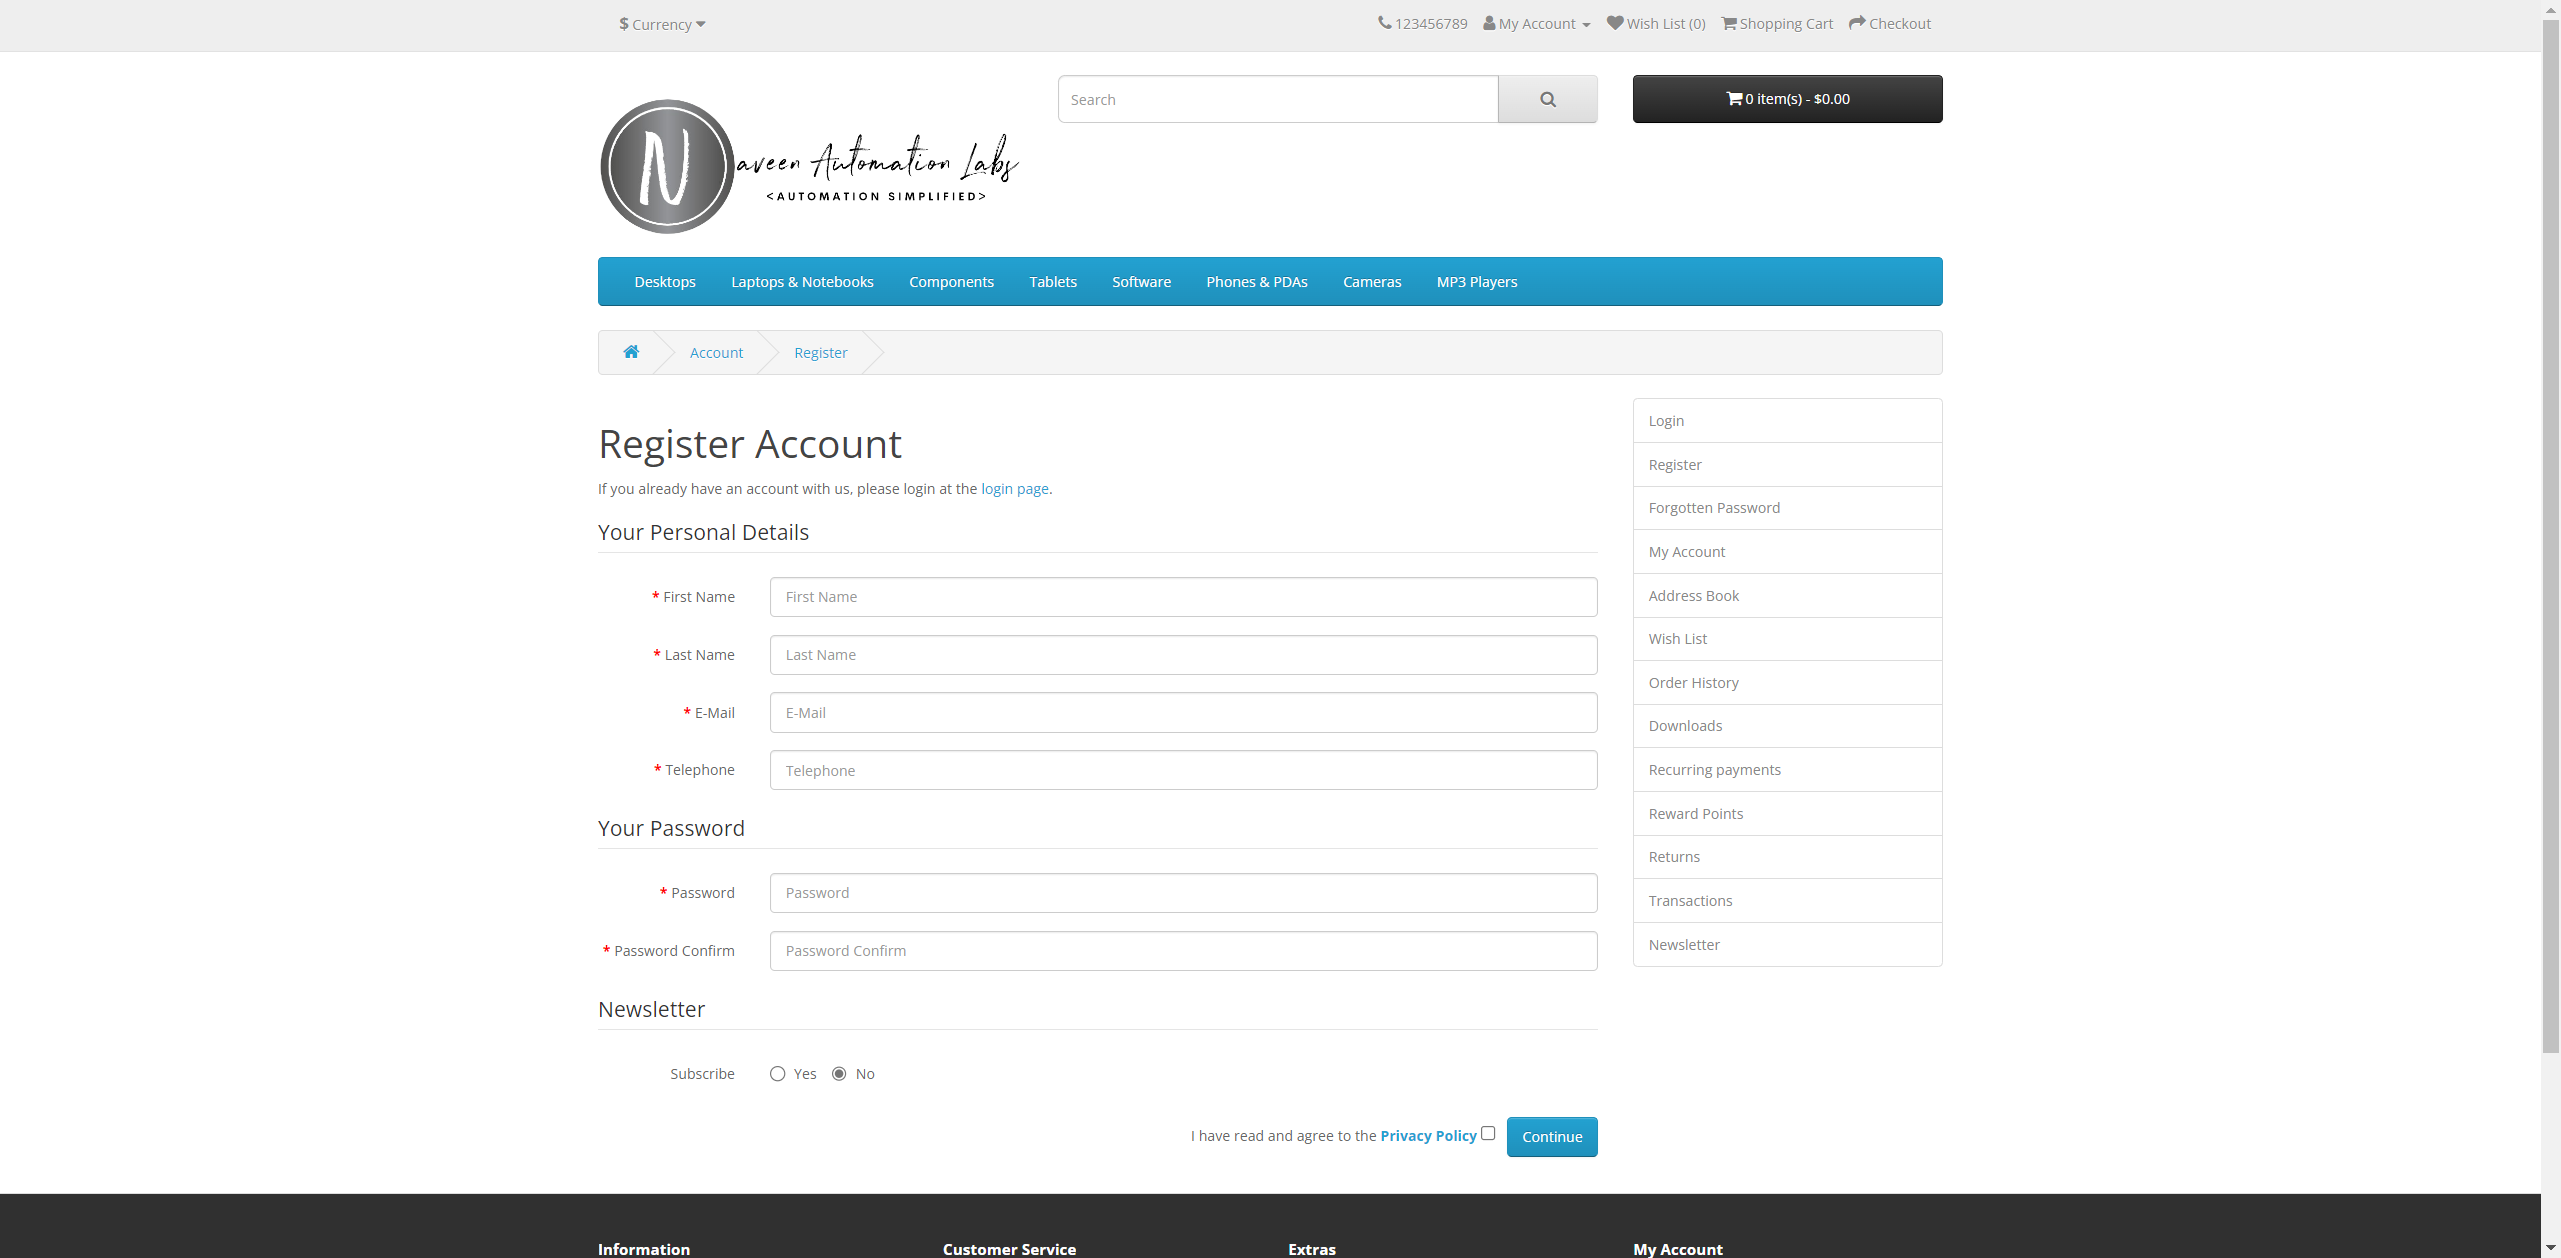 $ Currency
123456789 My Account Wish List (0) Shopping Cart Checkout
Search
0 item(s) - $0.00
Naveen Automation Labs
<AUTOMATION SIMPLIFIED>
Desktops Laptops & Notebooks Components Tablets Software Phones & PDAs Cameras MP3 Players
Account Register
Register Account
If you already have an account with us, please login at the login page.
Your Personal Details
* First Name First Name
* Last Name Last Name
* E-Mail E-Mail
* Telephone Telephone
Your Password
* Password Password
* Password Confirm Password Confirm
Newsletter
Subscribe Yes No
I have read and agree to the Privacy Policy Continue
Login
Register
Forgotten Password
My Account
Address Book
Wish List
Order History
Downloads
Recurring payments
Reward Points
Returns
Transactions
Newsletter
Information Customer Service Extras My Account